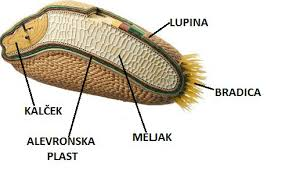 LUPINA
BRADICA
KALČEK
MELJAK
ALEVRONSKA
PLAST